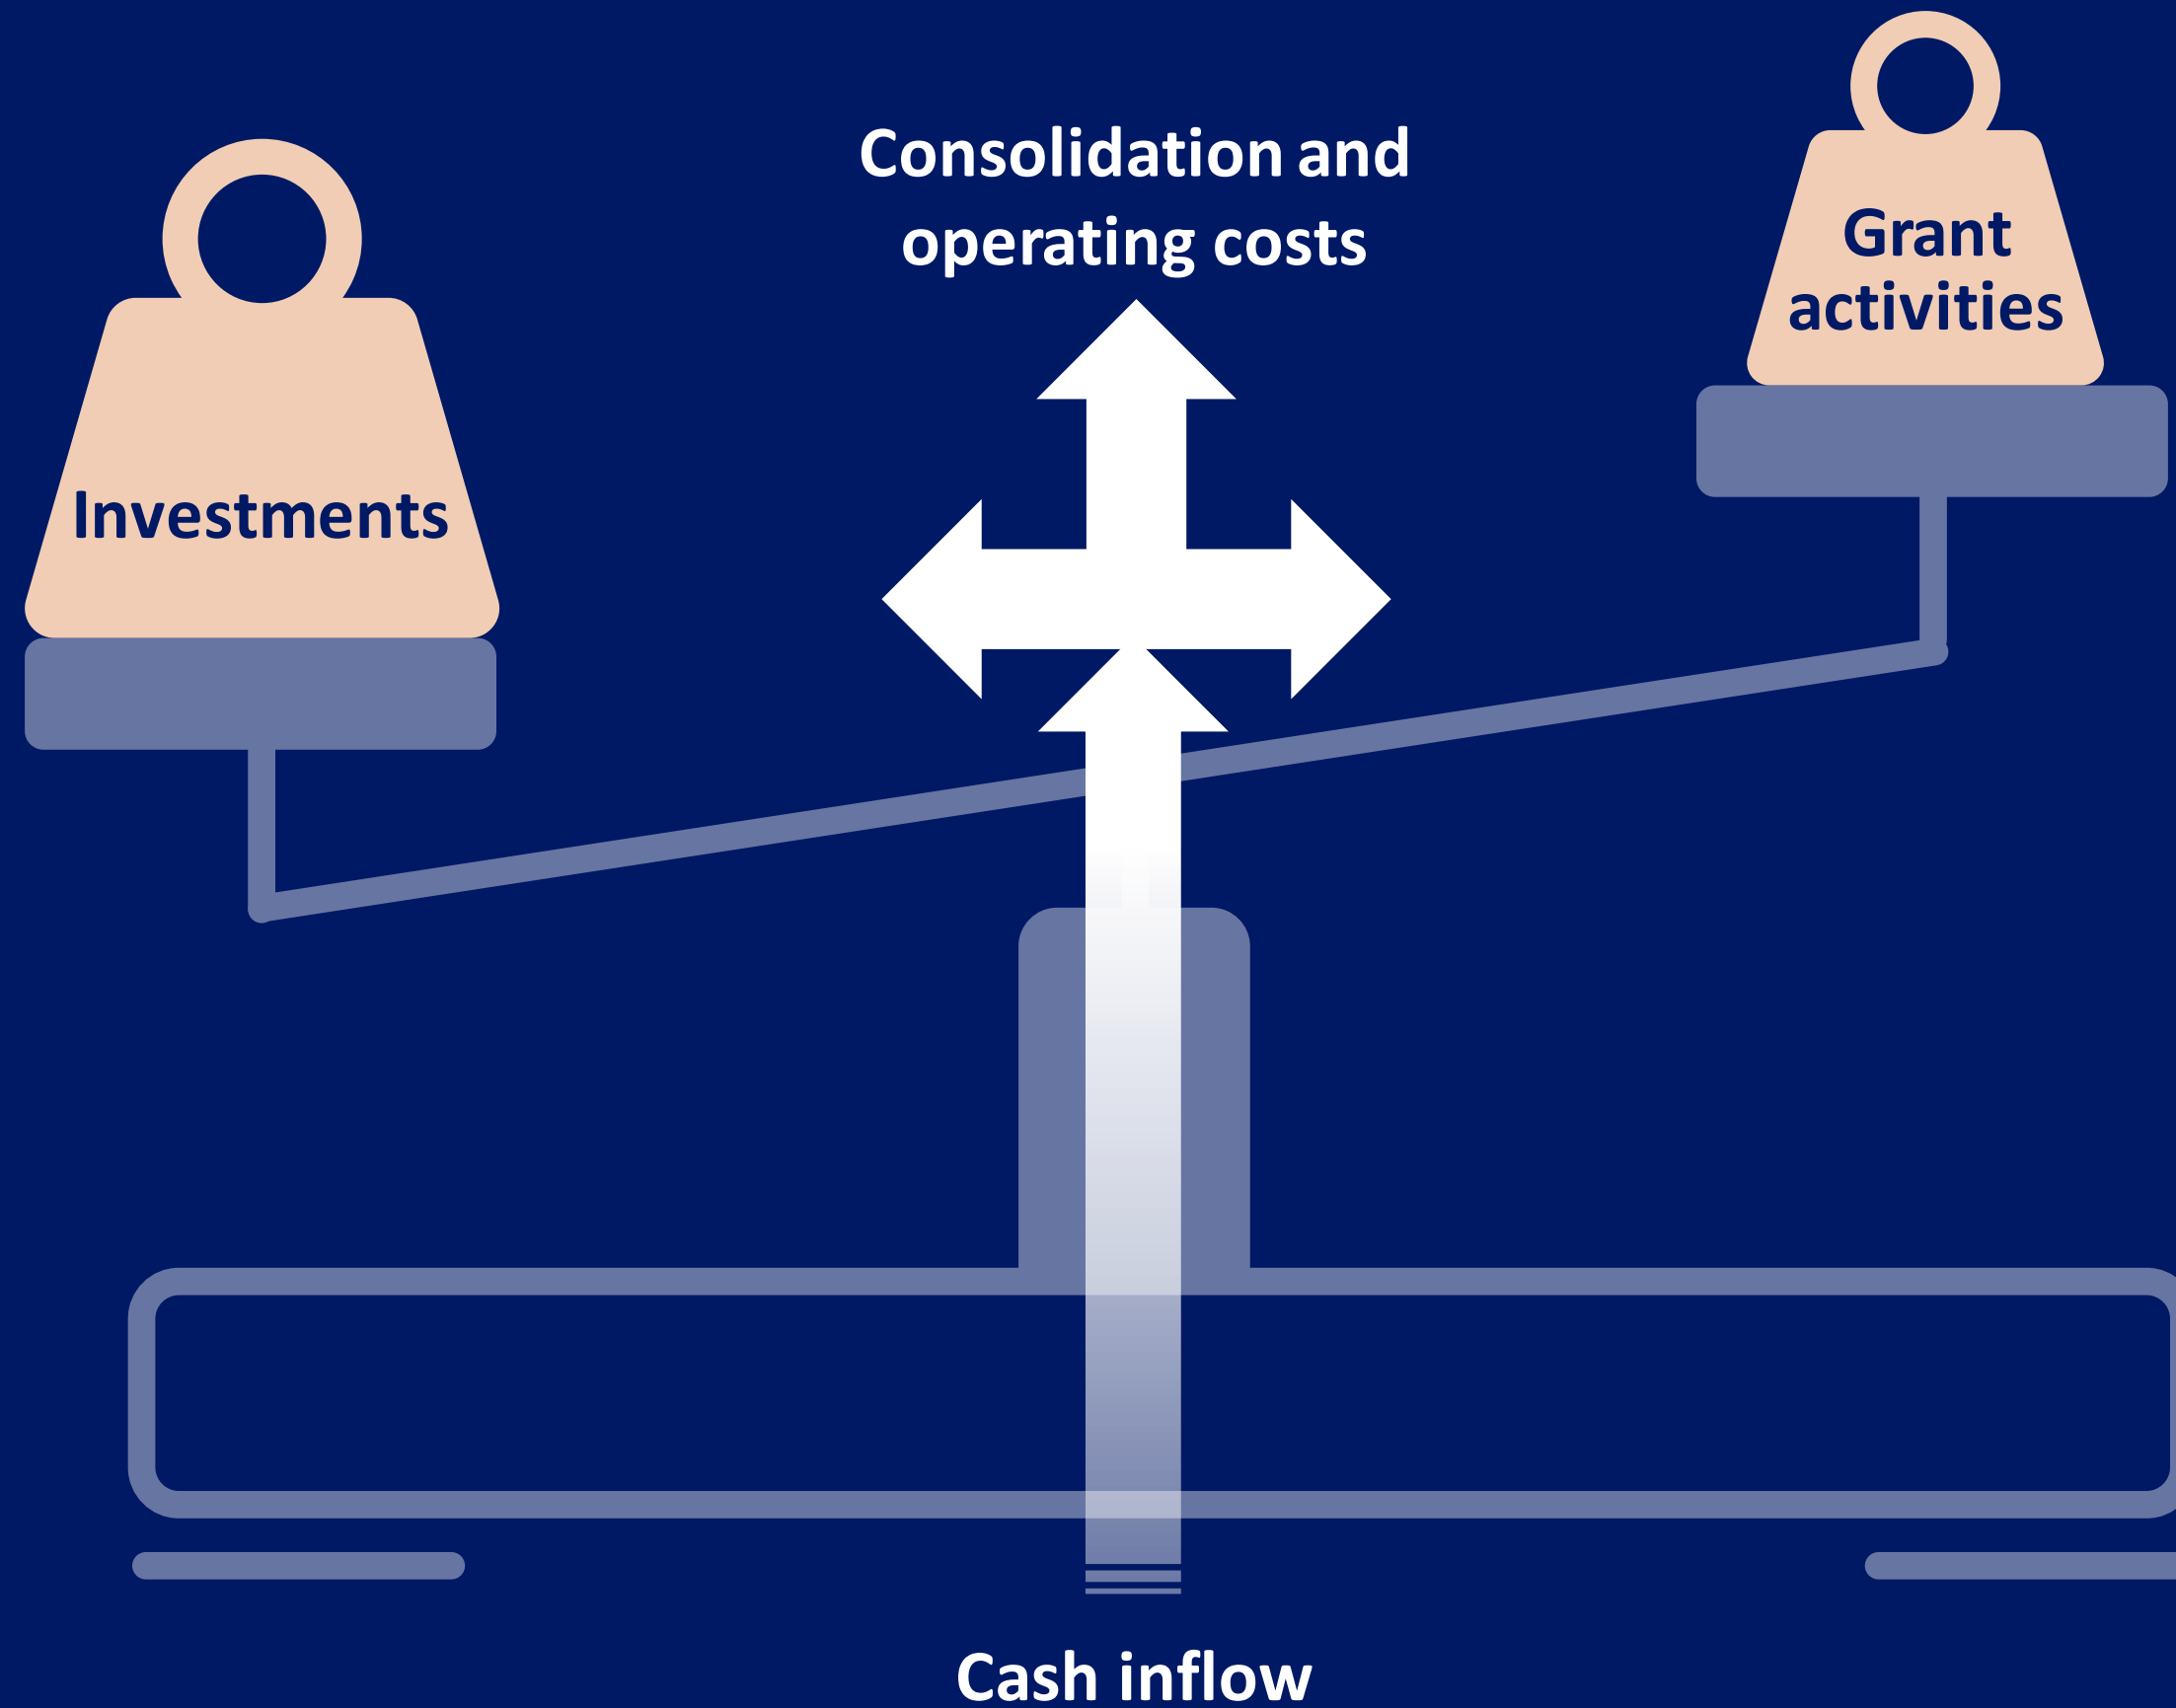 Consolidation and
operating costs
Grant
activities
Investments
Cash inflow